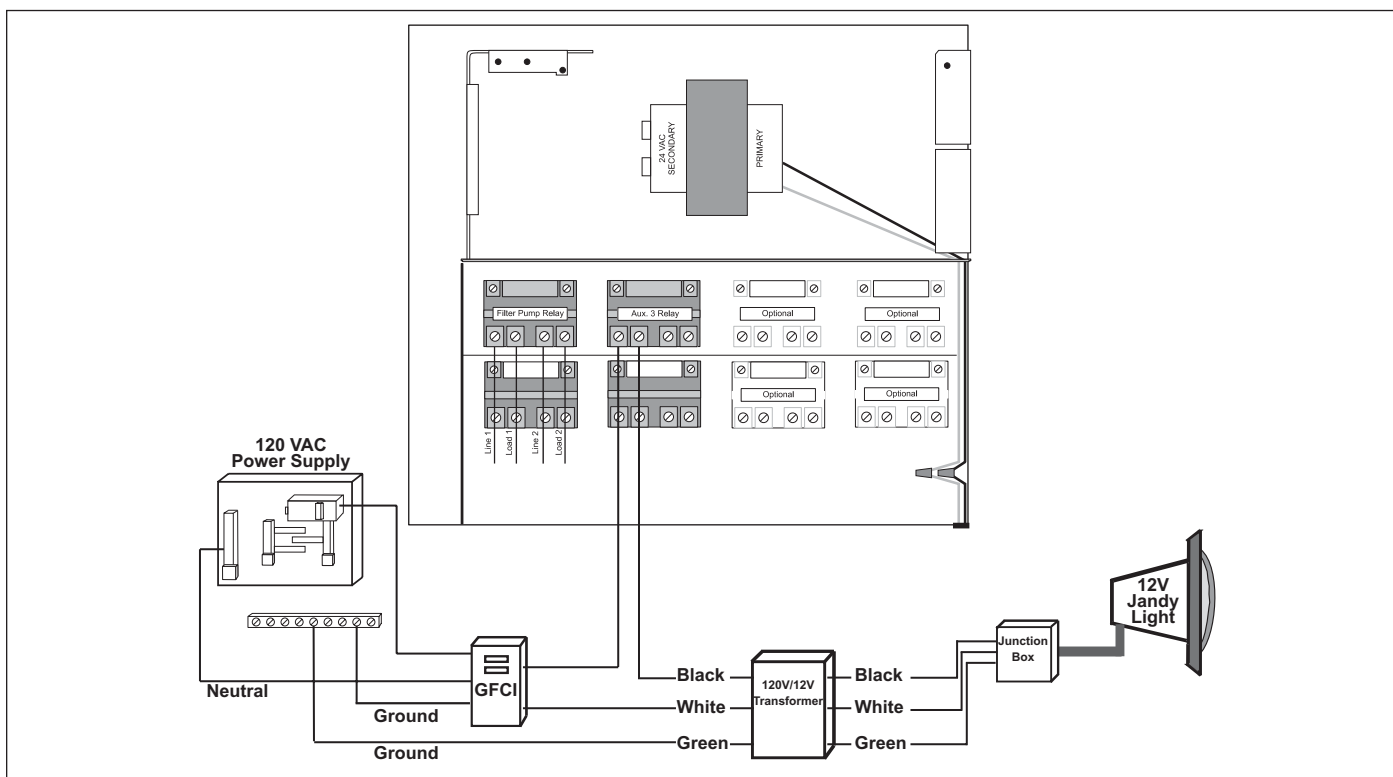 24 VAC
SECONDARY
PRIMARY
Filter Pump Relay
Aux. 3 Relay
Optional
Optional
Optional
Optional
Line 1
Load 1
Line 2
Load 2
120 VAC
Power Supply
12V
Jandy
Light
Junction
Box
GFCI
120V/12V
Transformer
Black
Black
Neutral
White
White
Ground
Green
Green
Ground